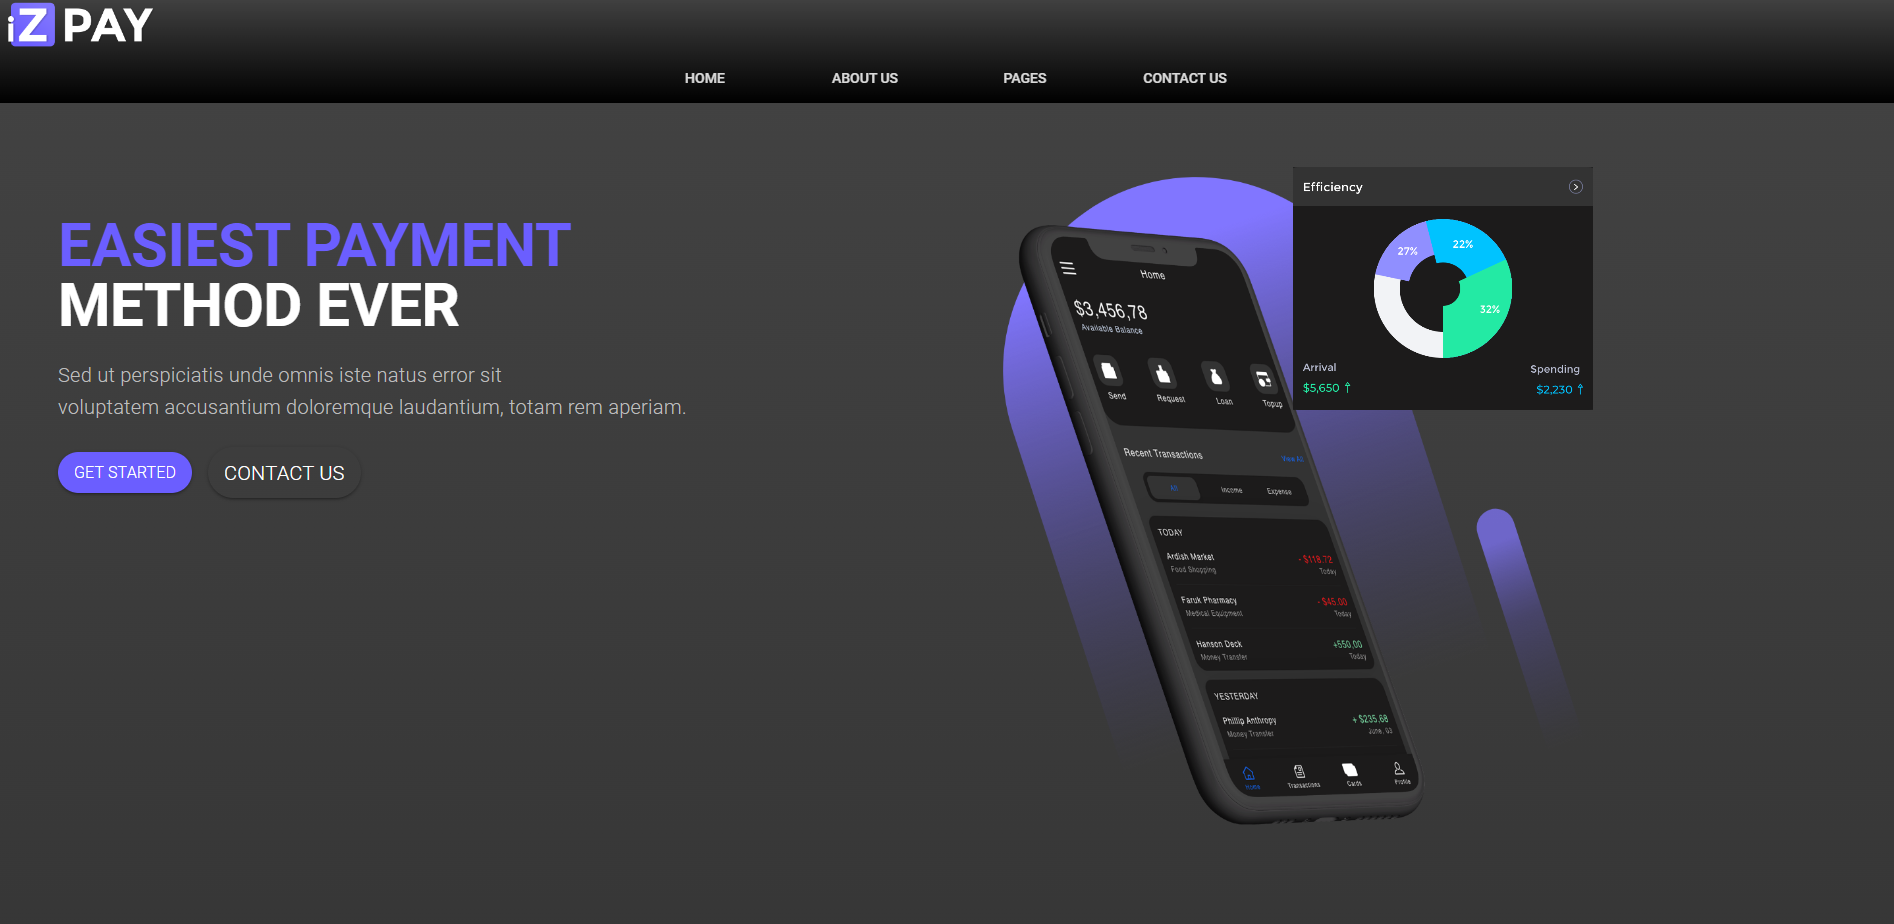 iZ PAY
HOME
ABOUT US
PAGES
CONTACT US
EASIEST PAYMENT
METHOD EVER
Sed ut perspiciatis unde omnis iste natus error sit
voluptatem accusantium doloremque laudantium, totam rem aperiam.
GET STARTED
CONTACT US
Home
$3,456,78
Available Balance
Send
Request
Loan
Topup
Recent Transactions
View All
All
Income
Expense
TODAY
Ardish Market
- $118.72
Food Shopping
Today
Faruk Pharmacy
- $45.00
Medical Equipment
Today
Hanson Deck
+550,00
Money Transfer
Today
YESTERDAY
Phillip Anthropy
+ $235,68
Money Transfer
June, 03
Home
Transactions
Cards
Profile
Efficiency
27%
22%
32%
Arrival
Spending
$5,650
$2,230